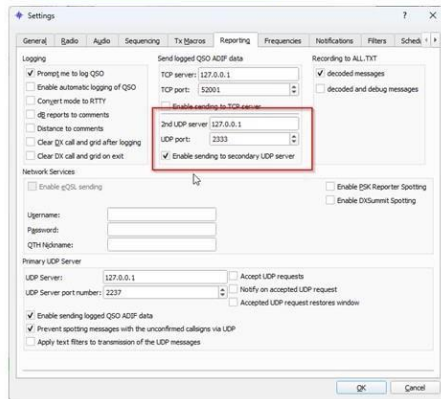 Settings
? ×
General Radio Audio Sequencing Tx Macros Reporting Frequencies Notifications Filters Schedi
Logging
Prompt me to log QSO
Enable automatic logging of QSO
Convert mode to RTTY
dB reports to comments
Distance to comments
Clear DX call and grid after logging
Clear DX call and grid on exit
Send logged QSO ADIF data
TCP server: 127.0.0.1
TCP port: 52001
Enable sending to TCP server
2nd UDP server 127.0.0.1
UDP port: 2333
Enable sending to secondary UDP server
Recording to ALL.TXT
decoded messages
decoded and debug messages
Network Services
Enable eQSL sending
Username:
Password:
QTH Nickname:
Enable PSK Reporter Spotting
Enable DXSummit Spotting
Primary UDP Server
UDP Server: 127.0.0.1
UDP Server port number: 2237
Accept UDP requests
Notify on accepted UDP request
Accepted UDP request restores window
Enable sending logged QSO ADIF data
Prevent spotting messages with the unconfirmed callsigns via UDP
Apply text filters to transmission of the UDP messages
OK Cancel